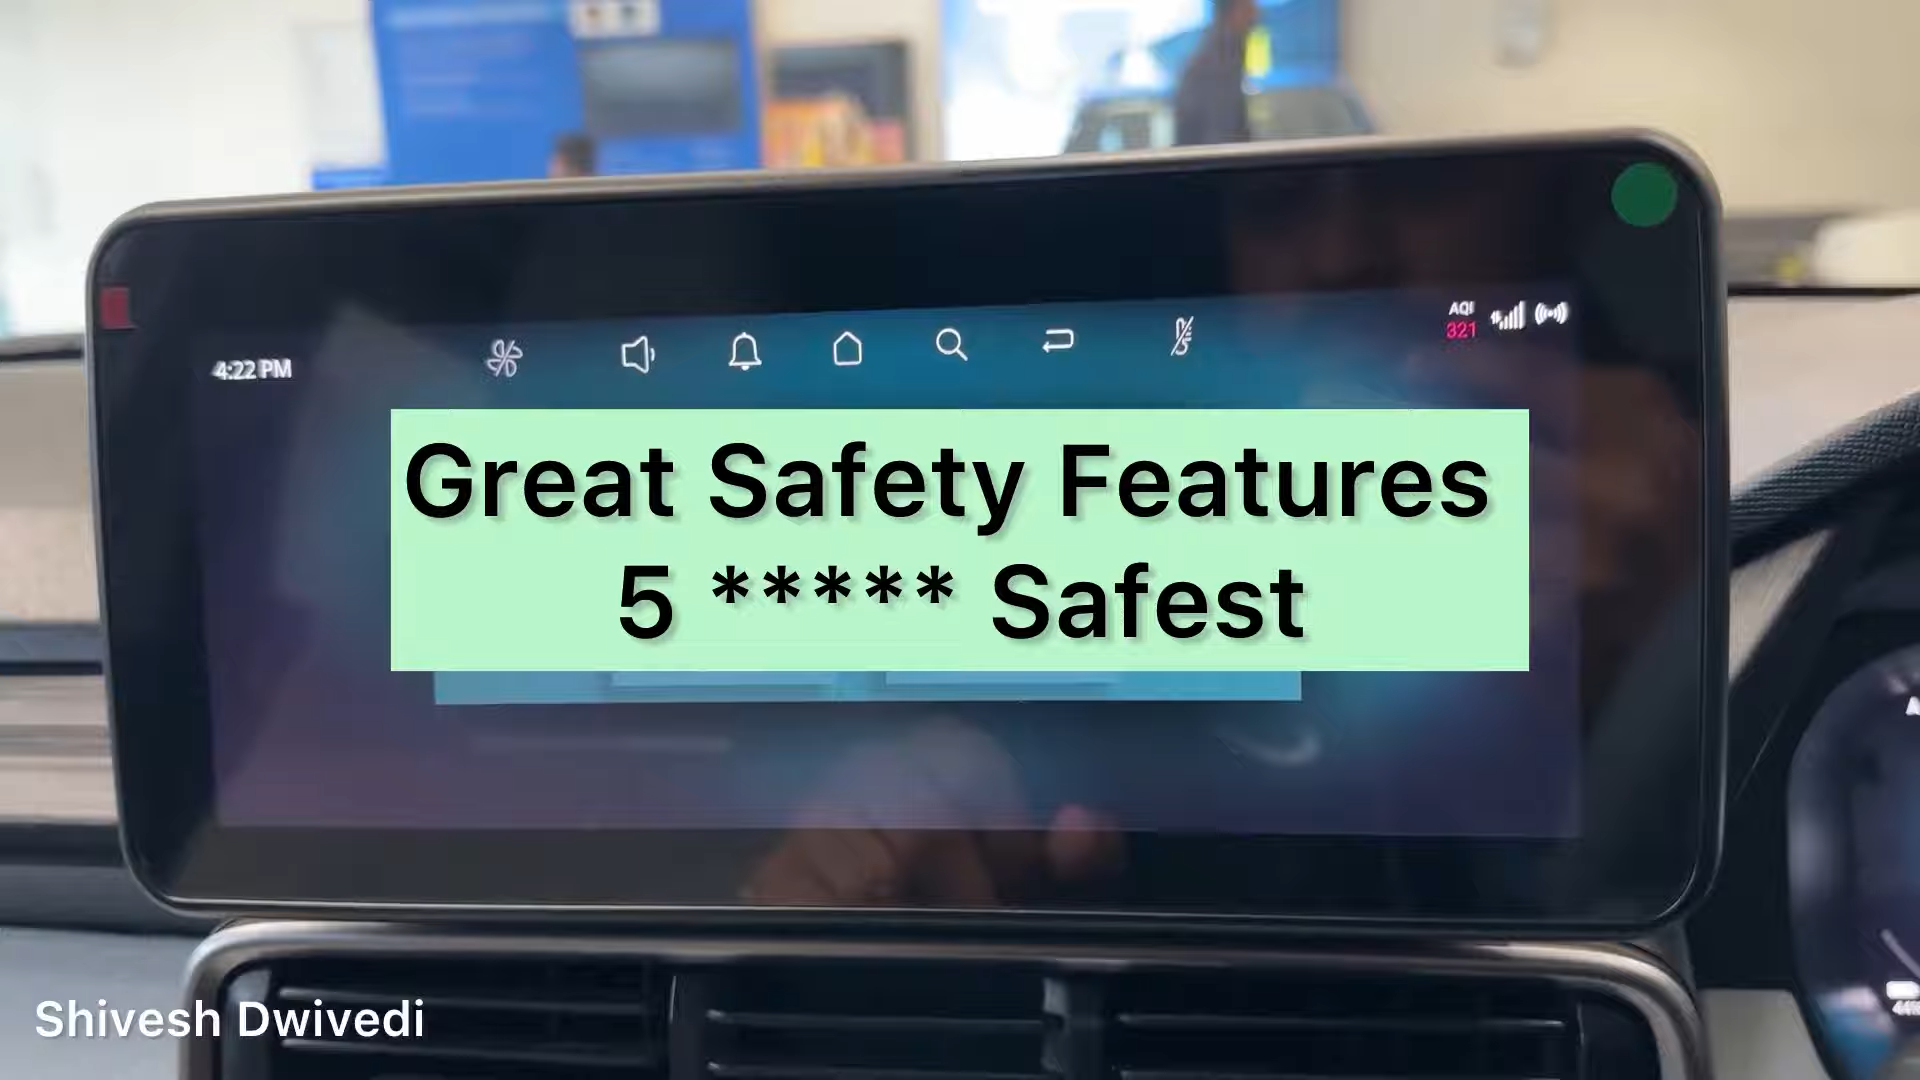 4:22 PM
AQI
321
Great Safety Features
5 ***** Safest
Shivesh Dwivedi